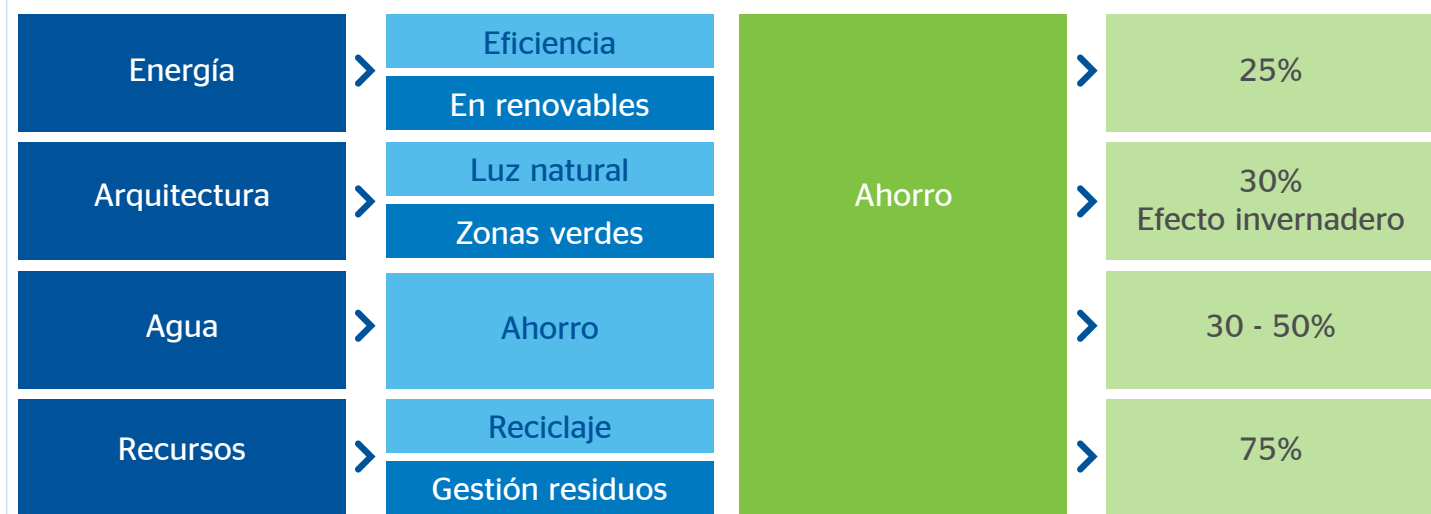 Energía
Eficiencia
En renovables
25%
Arquitectura
Luz natural
Zonas verdes
Ahorro
30%
Efecto invernadero
Agua
Ahorro
30 - 50%
Recursos
Reciclaje
Gestión residuos
75%